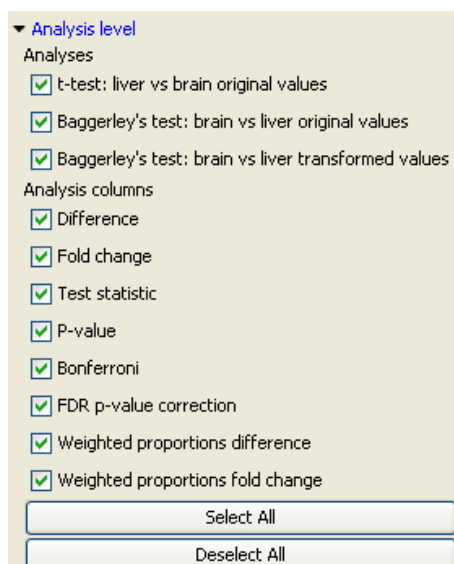 Analysis level
Analyses
t-test: liver vs brain original values
Baggerley's test: brain vs liver original values
Baggerley's test: brain vs liver transformed values
Analysis columns
Difference
Fold change
Test statistic
P-value
Bonferroni
FDR p-value correction
Weighted proportions difference
Weighted proportions fold change
Select All
Deselect All